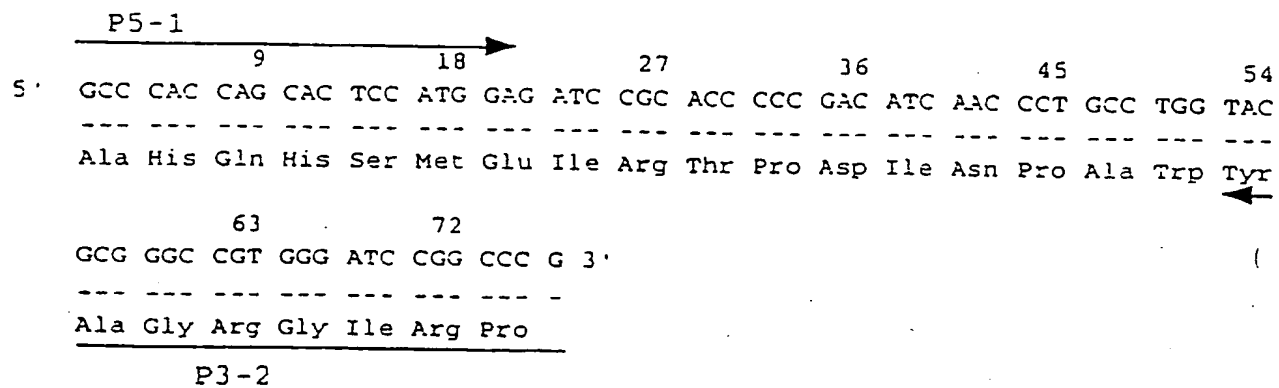 P5-1
9 18 27 36 45 54
5' GCC CAC CAG CAC TCC ATG GAG ATC CGC ACC CCC GAC ATC AAC CCT GCC TGG TAC
--- --- --- --- --- --- --- --- --- --- --- --- --- --- --- --- --- ---
Ala His Gln His Ser Met Glu Ile Arg Thr Pro Asp Ile Asn Pro Ala Trp Tyr
63 72
GCG GGC CGT GGG ATC CGG CCC G 3'
--- --- --- --- --- --- --- -
Ala Gly Arg Gly Ile Arg Pro
P3-2